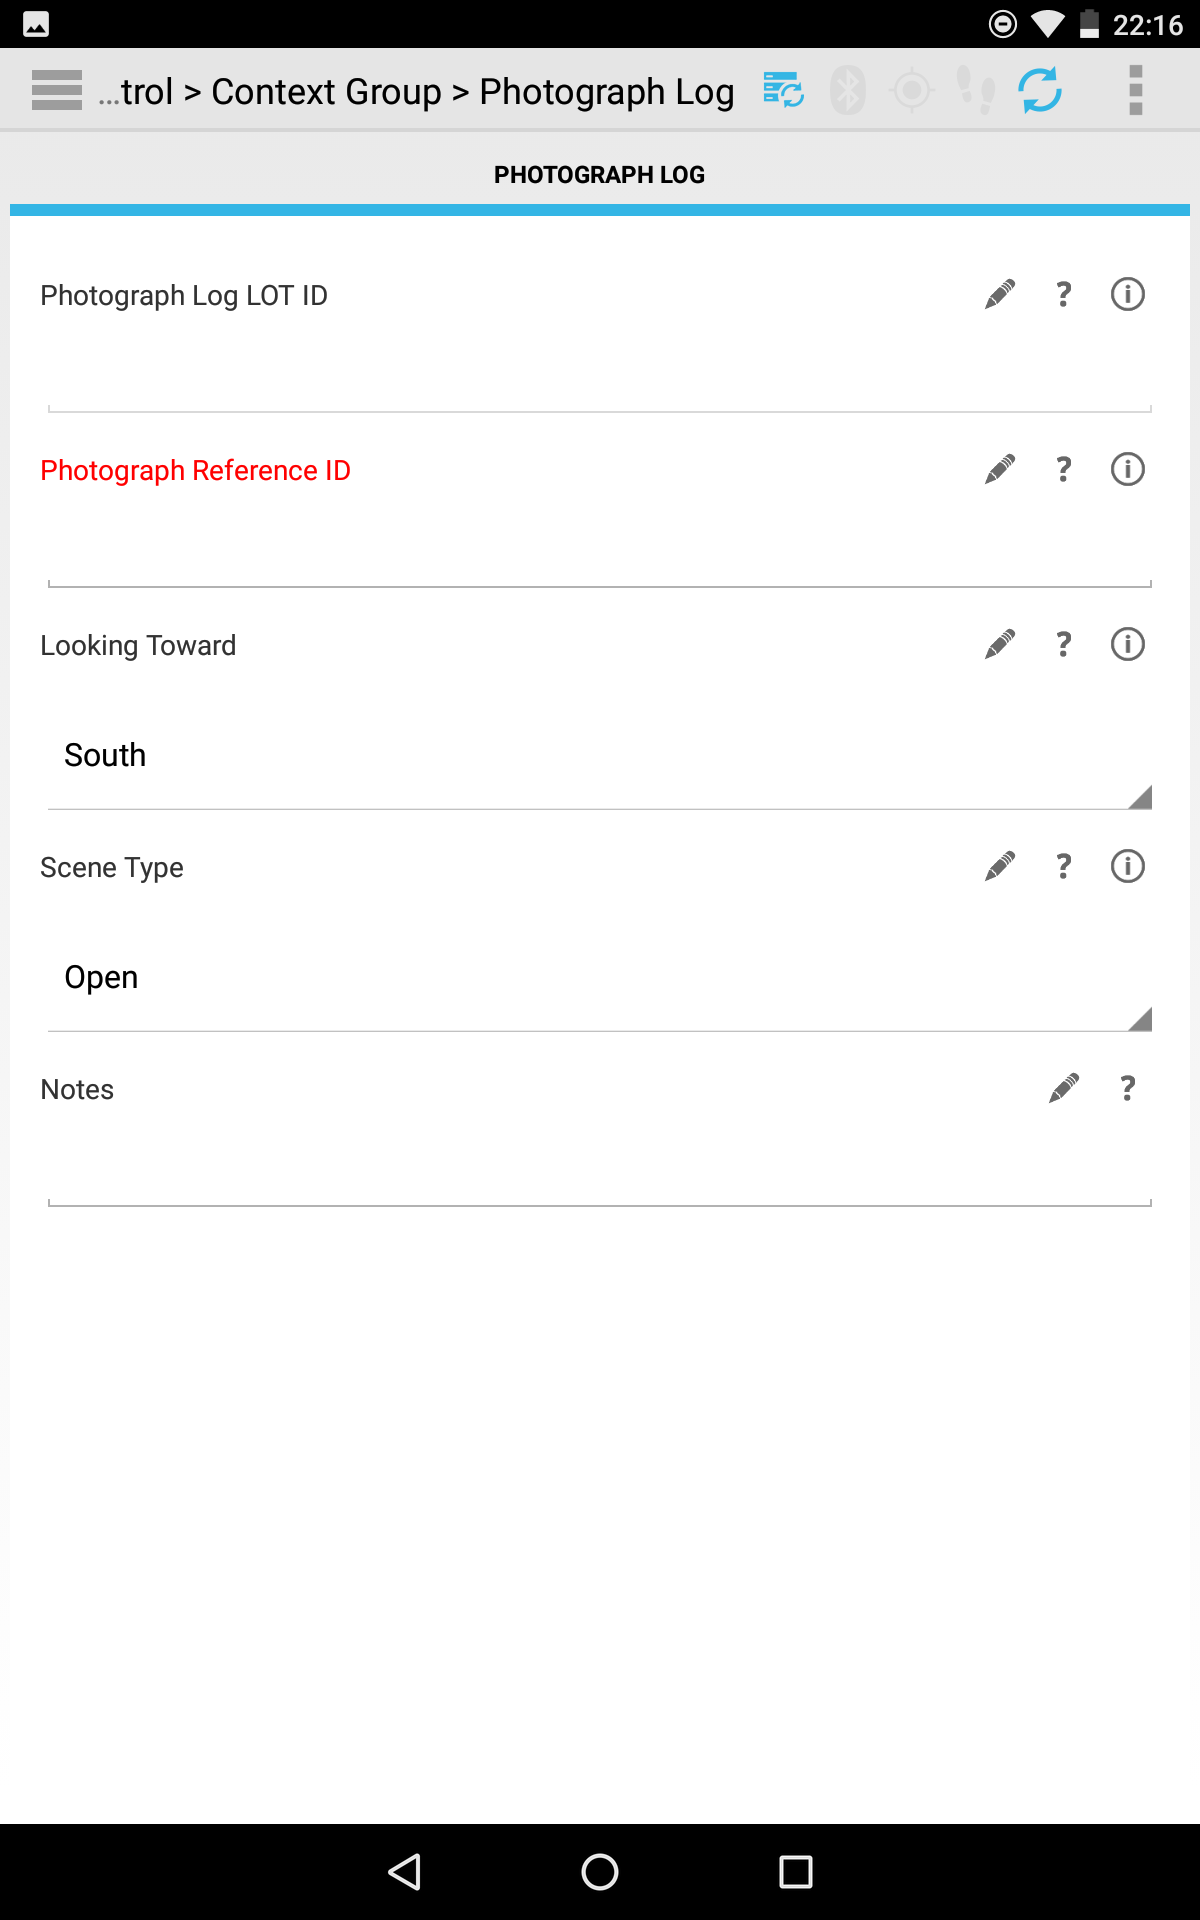 22:16
...trol > Context Group > Photograph Log
PHOTOGRAPH LOG
Photograph Log LOT ID
?
Photograph Reference ID
?
Looking Toward
?
South
Scene Type
?
Open
Notes
?